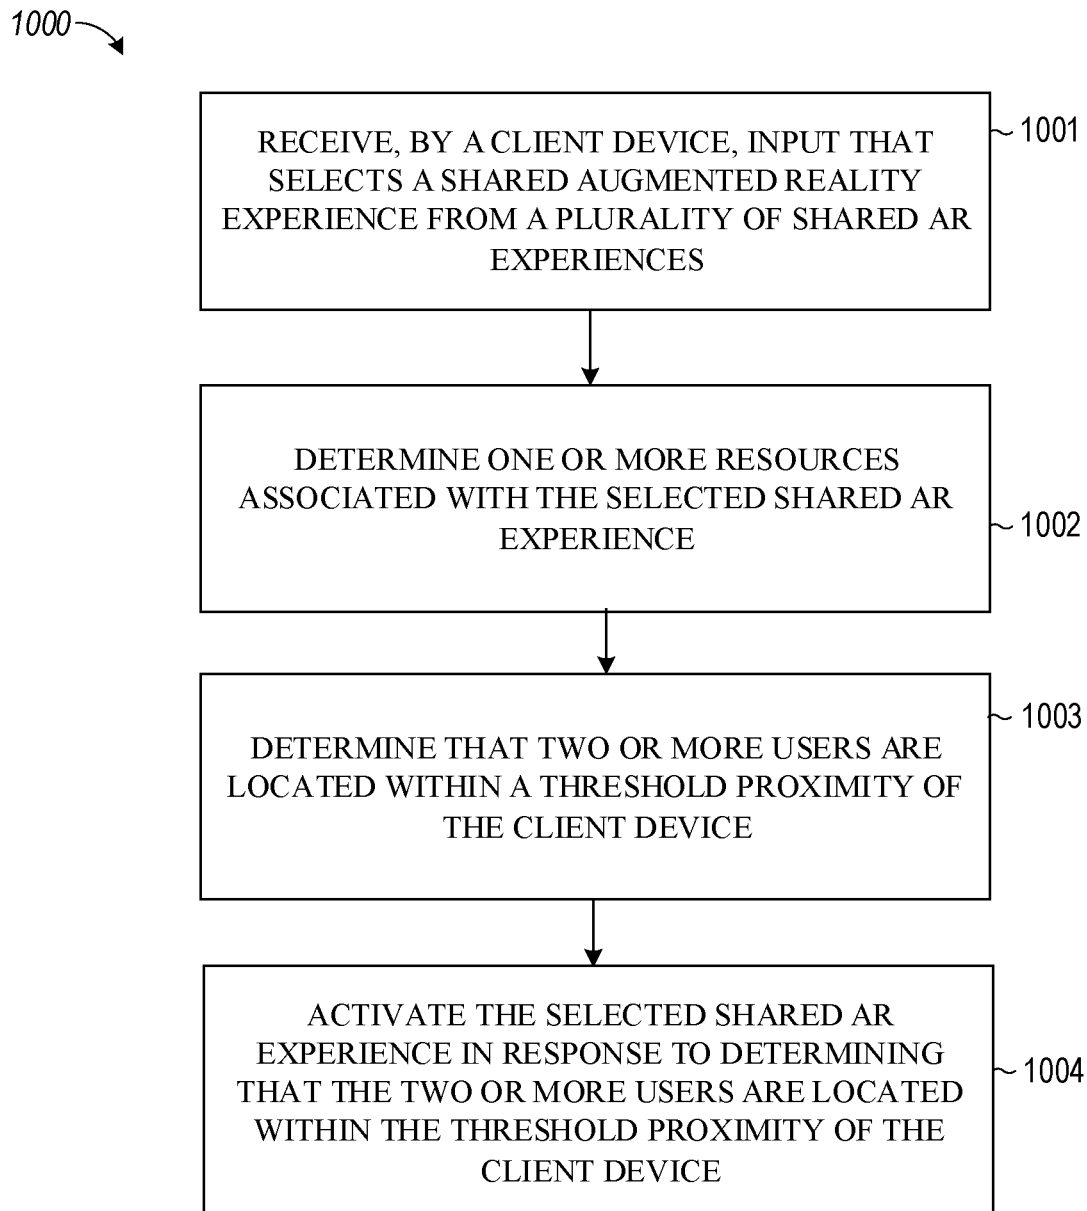 1000
RECEIVE, BY A CLIENT DEVICE, INPUT THAT
SELECTS A SHARED AUGMENTED REALITY
EXPERIENCE FROM A PLURALITY OF SHARED AR
EXPERIENCES
1001
DETERMINE ONE OR MORE RESOURCES
ASSOCIATED WITH THE SELECTED SHARED AR
EXPERIENCE
1002
DETERMINE THAT TWO OR MORE USERS ARE
LOCATED WITHIN A THRESHOLD PROXIMITY OF
THE CLIENT DEVICE
1003
ACTIVATE THE SELECTED SHARED AR
EXPERIENCE IN RESPONSE TO DETERMINING
THAT THE TWO OR MORE USERS ARE LOCATED
WITHIN THE THRESHOLD PROXIMITY OF THE
CLIENT DEVICE
1004